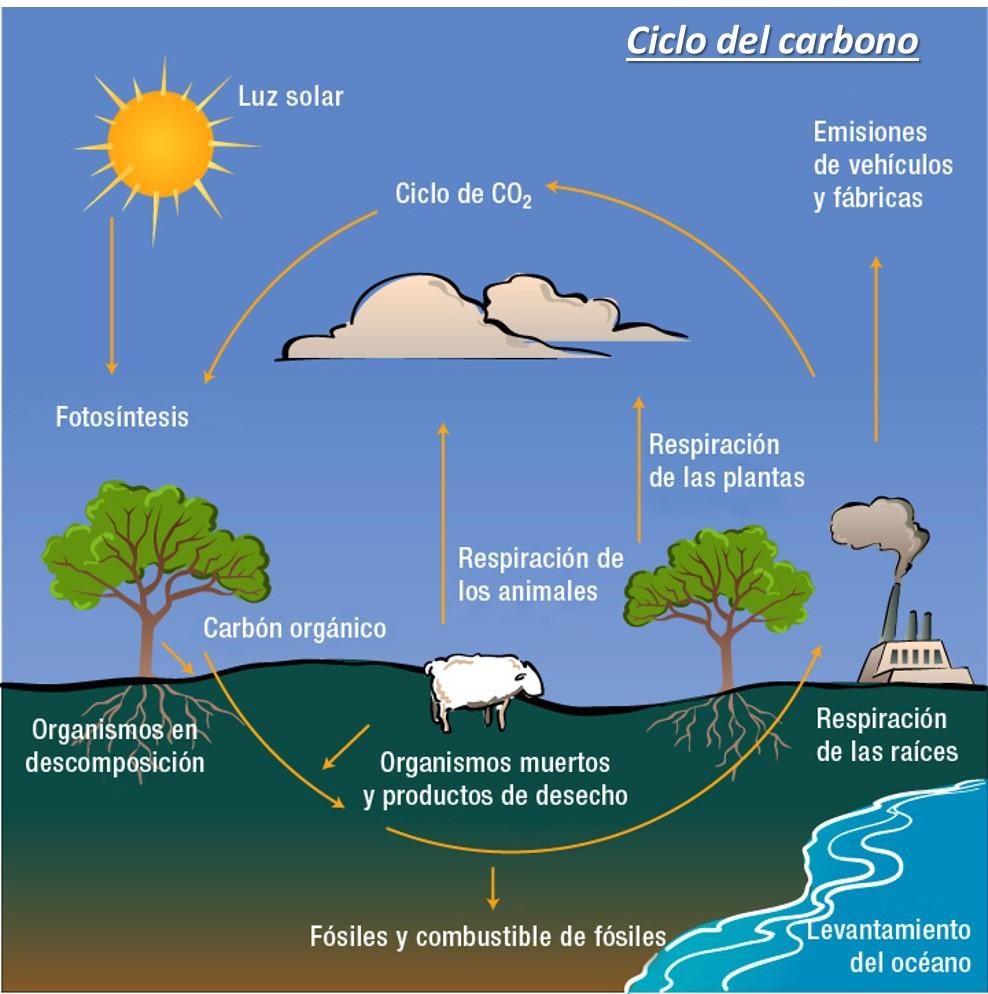 Ciclo del carbono
Luz solar
Emisiones
de vehículos
y fábricas
Ciclo de CO₂
Fotosíntesis
Respiración
de las plantas
Respiración de
los animales
Carbón orgánico
Organismos en
descomposición
Organismos muertos
y productos de desecho
Respiración
de las raíces
Fósiles y combustible de fósiles
Levantamiento
del océano